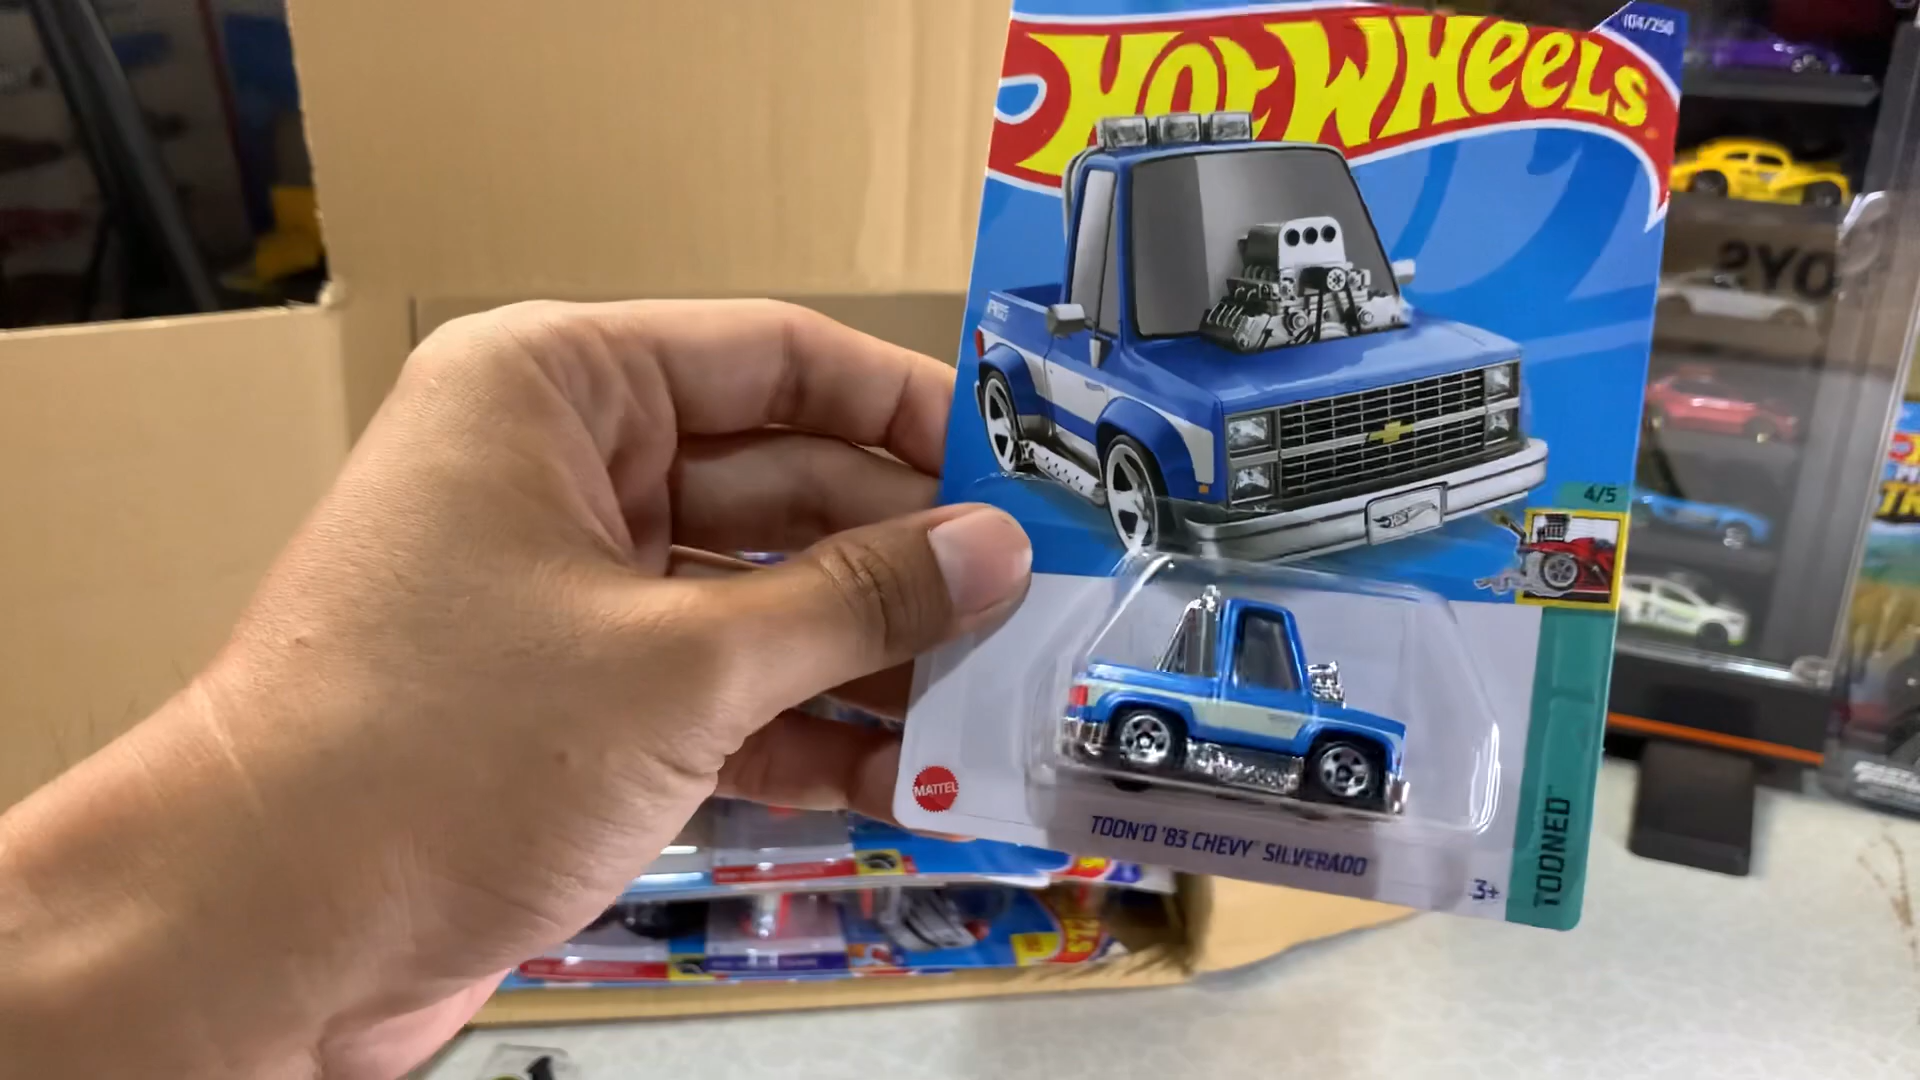 104/250
HOT WHEELS
4/5
MATTEL
TOON'D '83 CHEVY SILVERADO
3+
TOONED